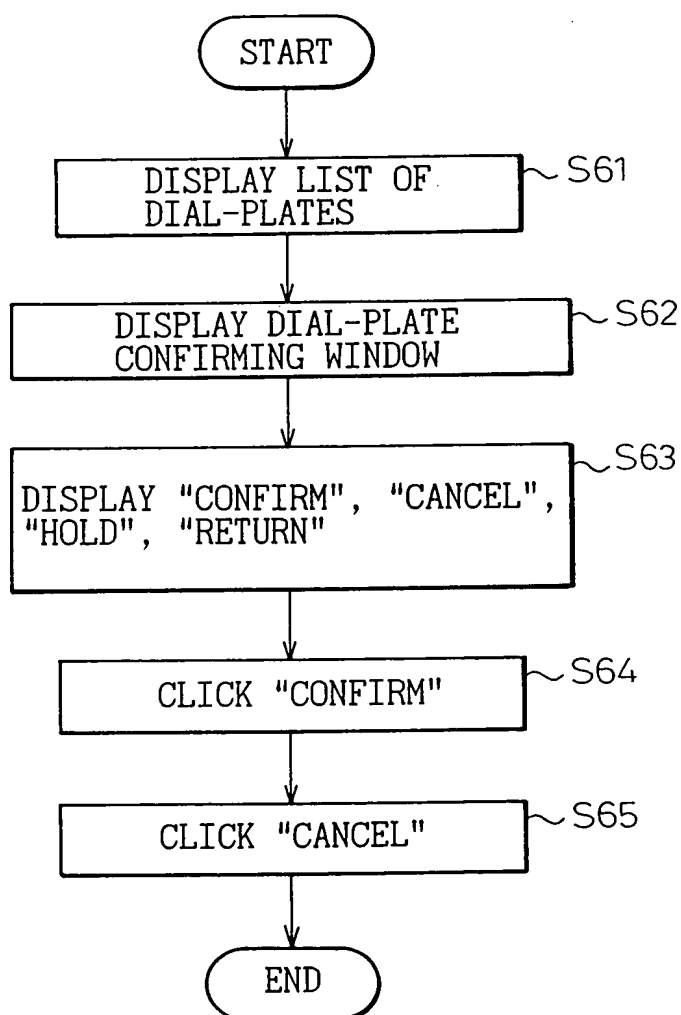 START
DISPLAY LIST OF
DIAL-PLATES
S61
DISPLAY DIAL-PLATE
CONFIRMING WINDOW
S62
DISPLAY "CONFIRM", "CANCEL",
"HOLD", "RETURN"
S63
CLICK "CONFIRM"
S64
CLICK "CANCEL"
S65
END